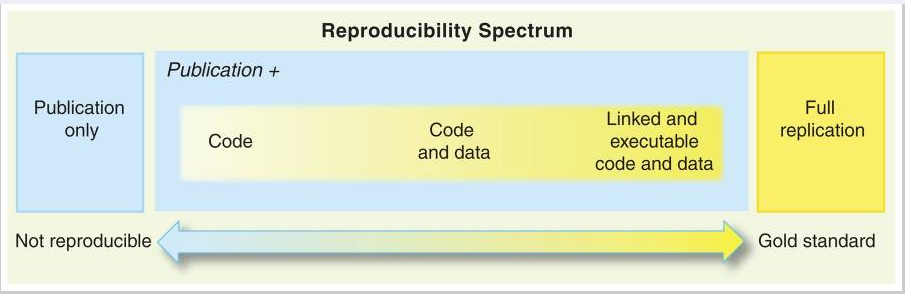 Reproducibility Spectrum
Publication
only
Publication +
Code
Code
and data
Linked and
executable
code and data
Full
replication
Not reproducible
Gold standard